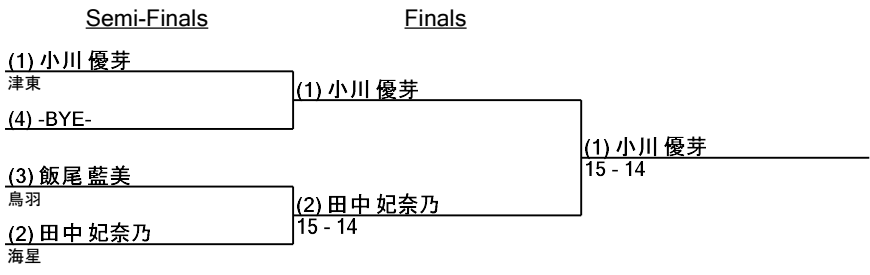 Semi-Finals
Finals
(1) 小川 優芽
津東
(1) 小川 優芽
(4) -BYE-
(1) 小川 優芽
15 - 14
(3) 飯尾 藍美
鳥羽
(2) 田中 妃奈乃
15 - 14
(2) 田中 妃奈乃
海星